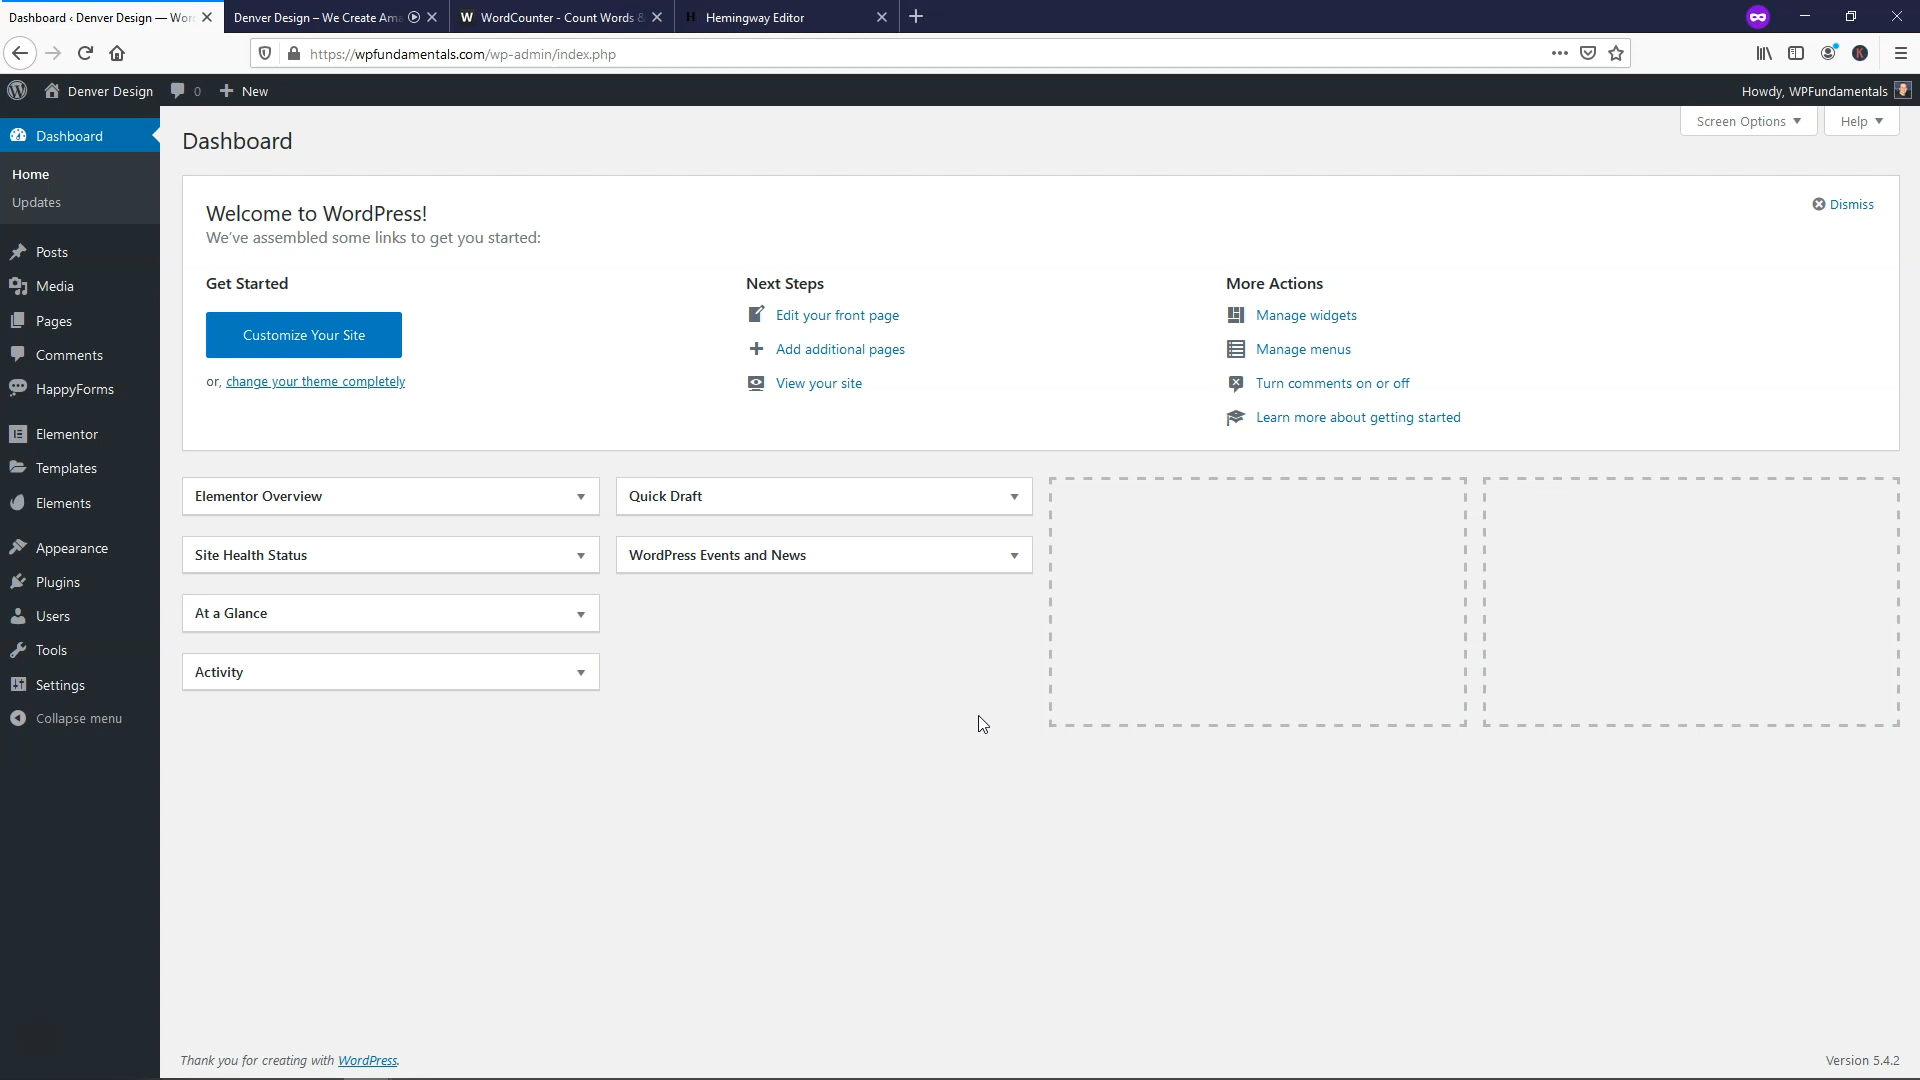 Dashboard ‹ Denver Design — Wor
Denver Design – We Create Ama
W WordCounter - Count Words &
H Hemingway Editor
https://wpfundamentals.com/wp-admin/index.php
K
Denver Design
0
New
Howdy, WPFundamentals
Dashboard
Home
Updates
Posts
Media
Pages
Comments
HappyForms
Elementor
Templates
Elements
Appearance
Plugins
Users
Tools
Settings
Collapse menu
Dashboard
Screen Options
Help
Welcome to WordPress!
We've assembled some links to get you started:
Dismiss
Get Started
Customize Your Site
or, change your theme completely
Next Steps
Edit your front page
Add additional pages
View your site
More Actions
Manage widgets
Manage menus
Turn comments on or off
Learn more about getting started
Elementor Overview
Site Health Status
At a Glance
Activity
Quick Draft
WordPress Events and News
Thank you for creating with WordPress.
Version 5.4.2